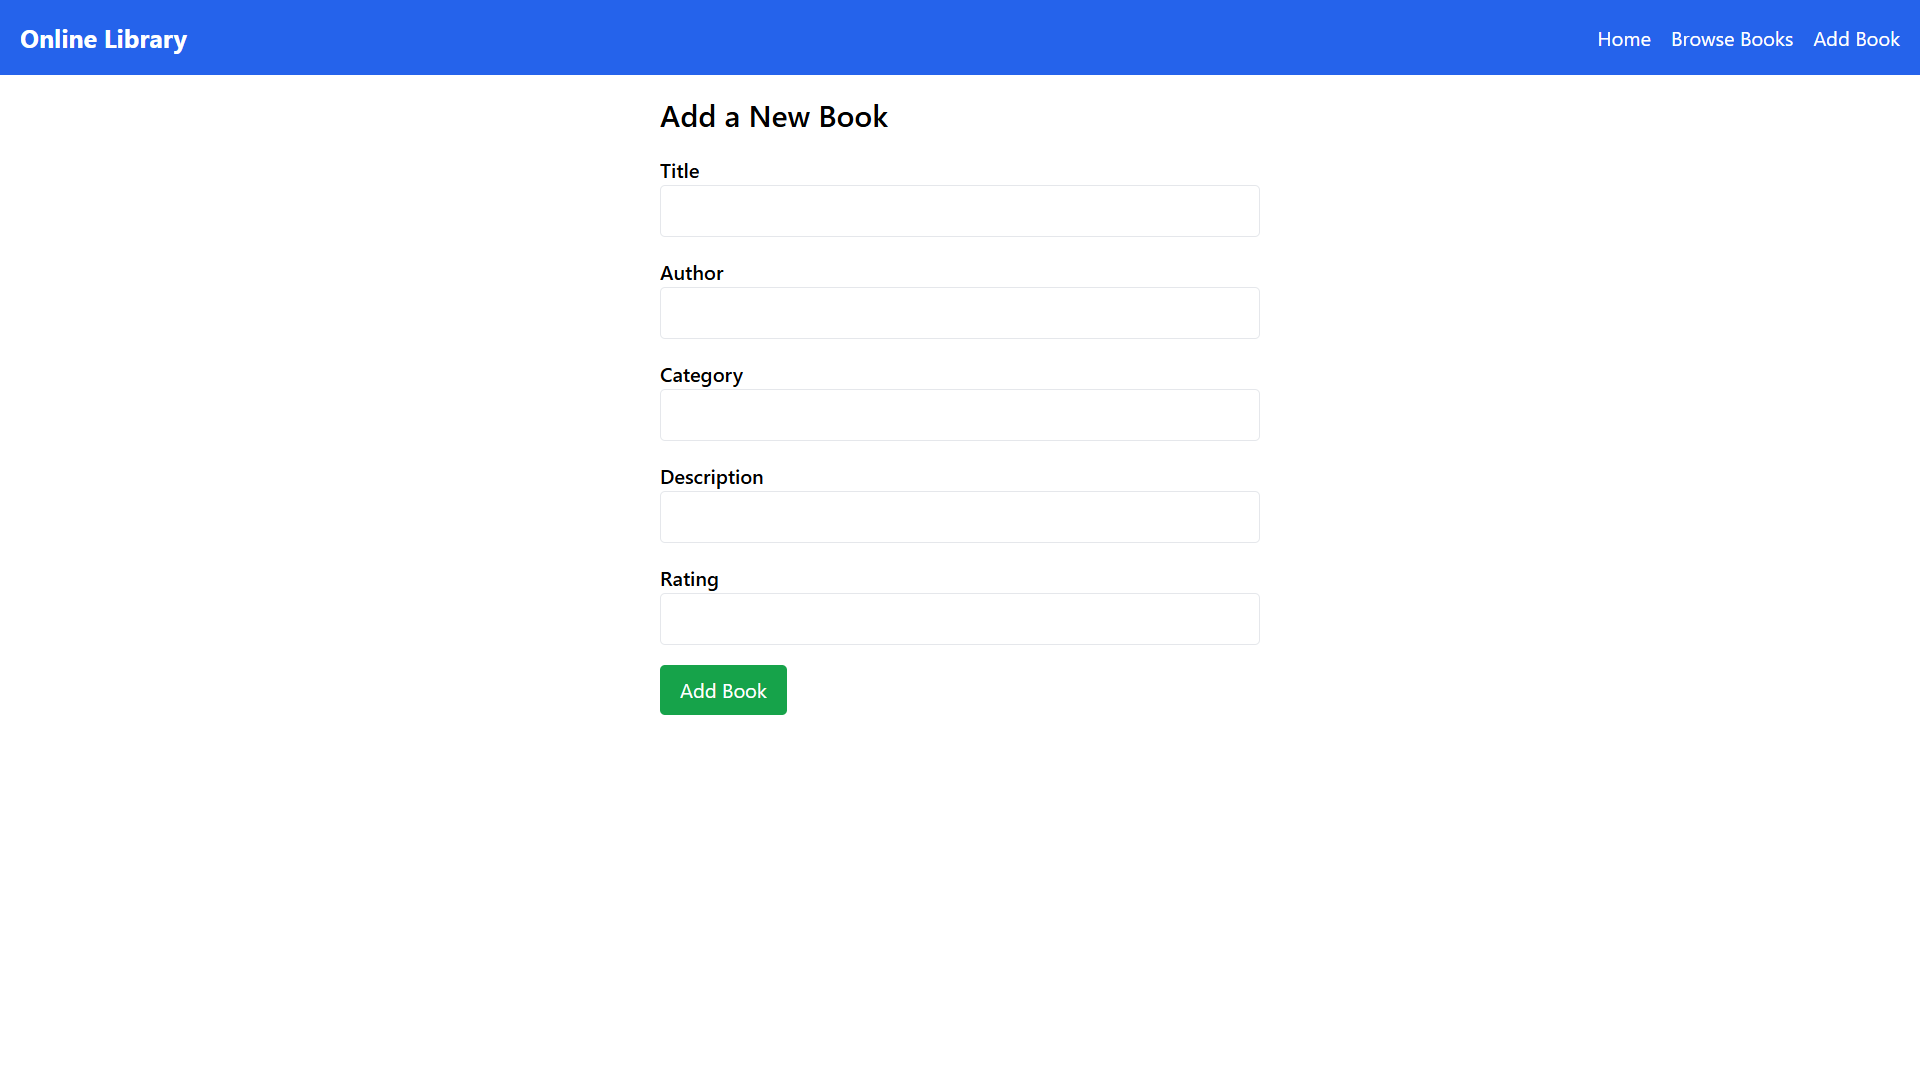 Online Library
Home Browse Books Add Book
Add a New Book
Title
Author
Category
Description
Rating
Add Book